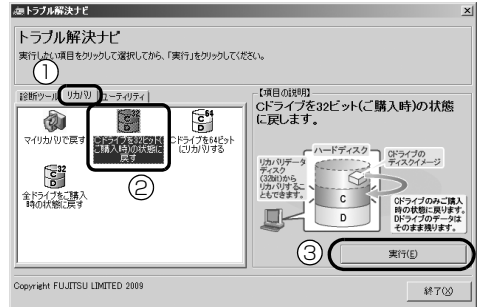 トラブル解決ナビ
トラブル解決ナビ
実行したい項目をクリックして選択してから、「実行」をクリックしてください。
①
診断ツール リカバリ ユーティリティ
マイリカバリで戻す
32
C
D
Cドライブを32ビット(ご購入時)の状態に戻す
64
C
D
Cドライブを64ビットにリカバリする
②
32
C
D
全ドライブをご購入時の状態に戻す
【項目の説明】
Cドライブを32ビット(ご購入時)の状態
に戻します。
ハードディスク
Cドライブの
ディスクイメージ
リカバリデータ
ディスク
(32bit)から
リカバリするこ
ともできます。
C
D
Cドライブのみご購入
時の状態に戻ります。
Dドライブのデータは
そのまま残ります。
③
実行(E)
Copyright FUJITSU LIMITED 2009
終了(X)